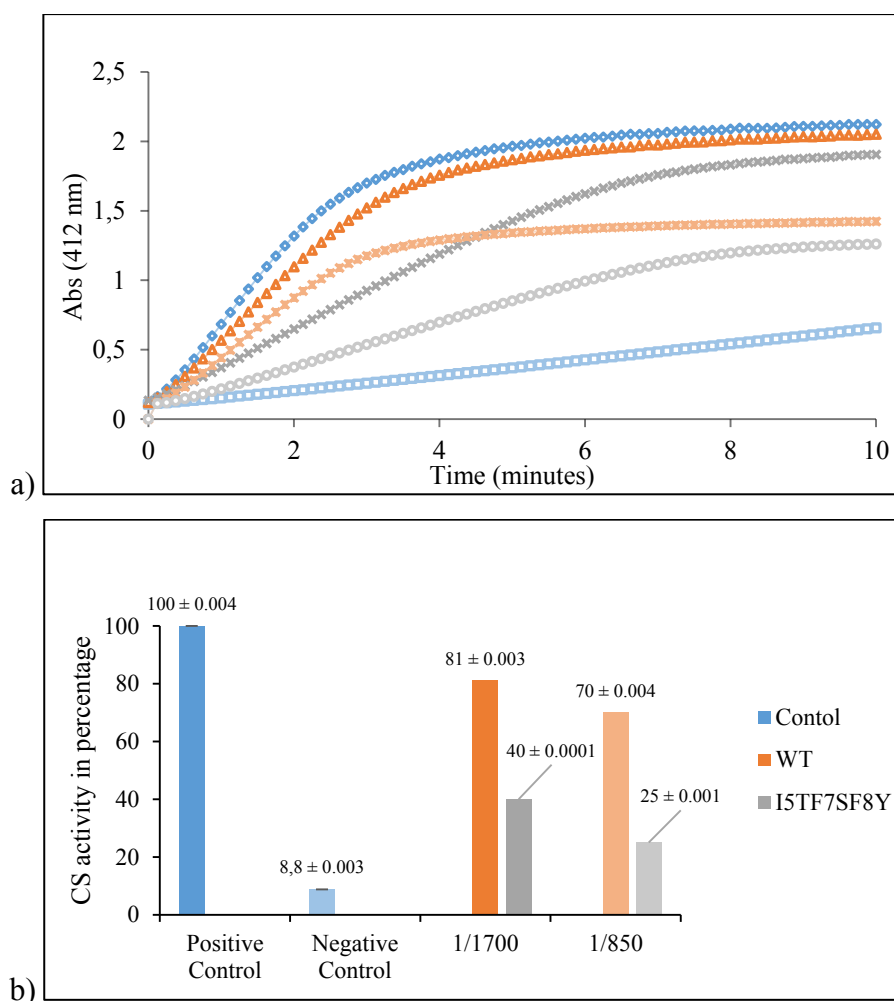 2,5
2
1,5
1
0,5
0
Abs (412 nm)
0 2 4 6 8 10
Time (minutes)
a)
100 ± 0.004
8,8 ± 0.003
81 ± 0.003
40 ± 0.0001
70 ± 0.004
25 ± 0.001
100
80
60
40
20
0
CS activity in percentage
Positive Control
Negative Control
1/1700
1/850
Contol
WT
I5TF7SF8Y
b)